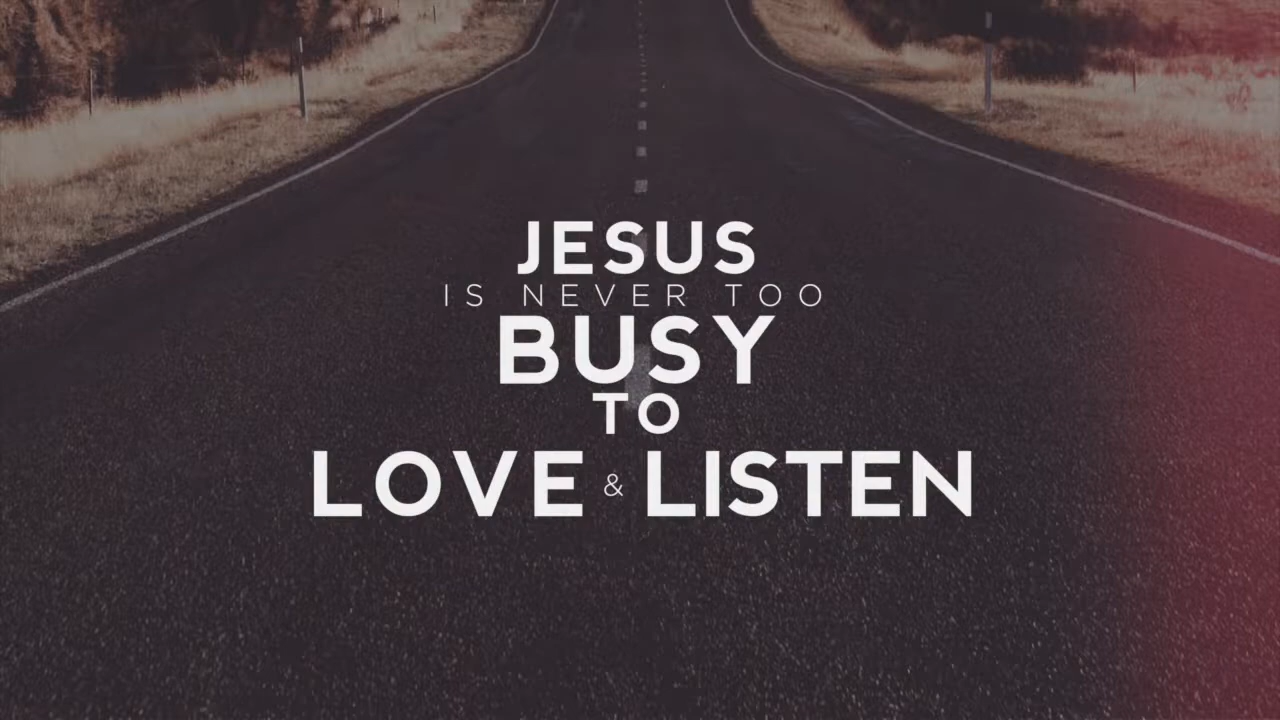 JESUS
IS NEVER TOO
BUSY
TO
LOVE & LISTEN